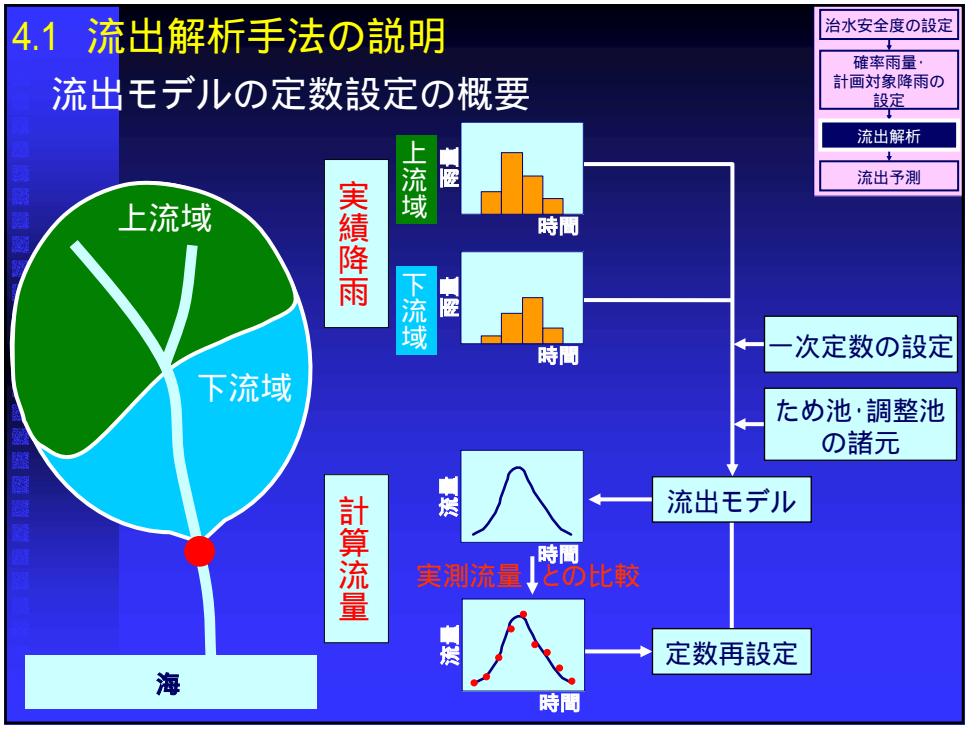 4.1 流出解析手法の説明
流出モデルの定数設定の概要
治水安全度の設定
確率雨量・
計画対象降雨の
設定
流出解析
流出予測
上流域
下流域
海
実績降雨
上流域
雨量
時間
下流域
雨量
時間
一次定数の設定
ため池・調整池
の諸元
流出モデル
計算流量
流量
時間
実測流量 との比較
流量
時間
定数再設定